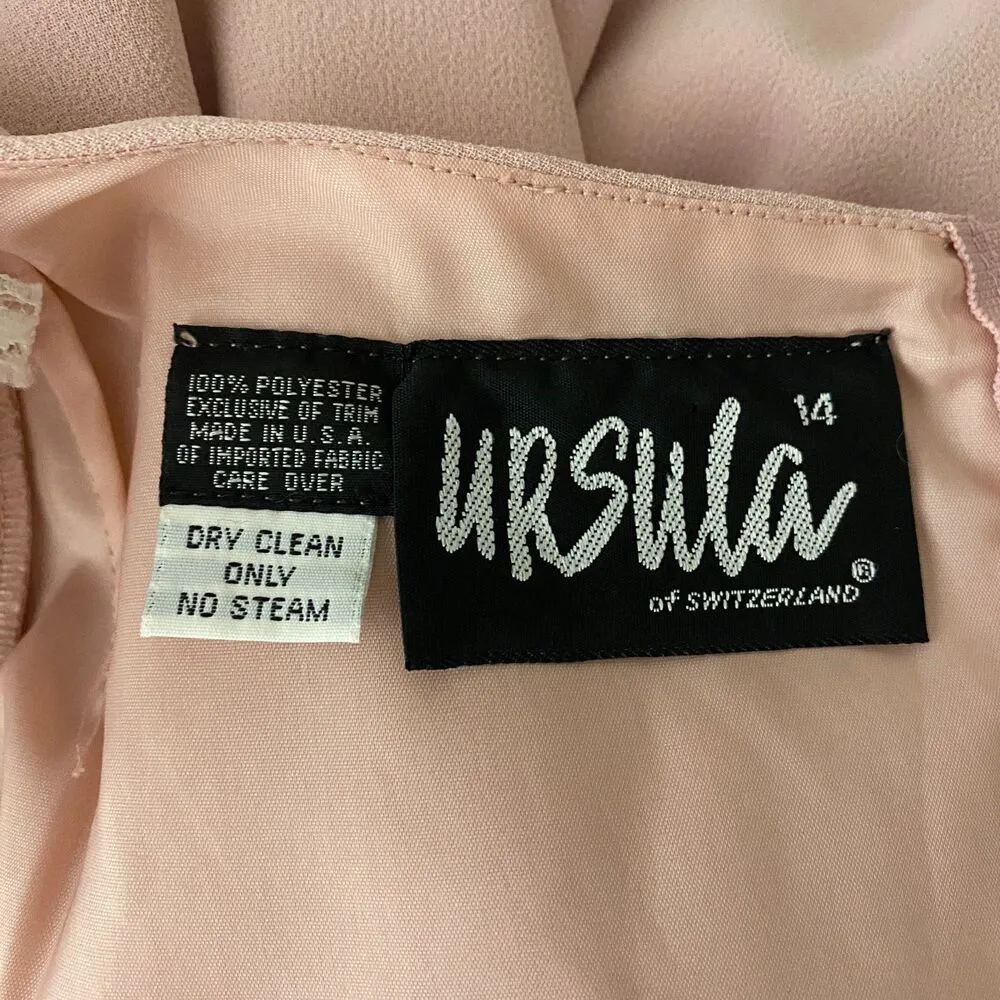 100% POLYESTER
EXCLUSIVE OF TRIM
MADE IN U.S.A.
OF IMPORTED FABRIC
CARE OVER
DRY CLEAN
ONLY
NO STEAM
14
ursula
of SWITZERLAND®